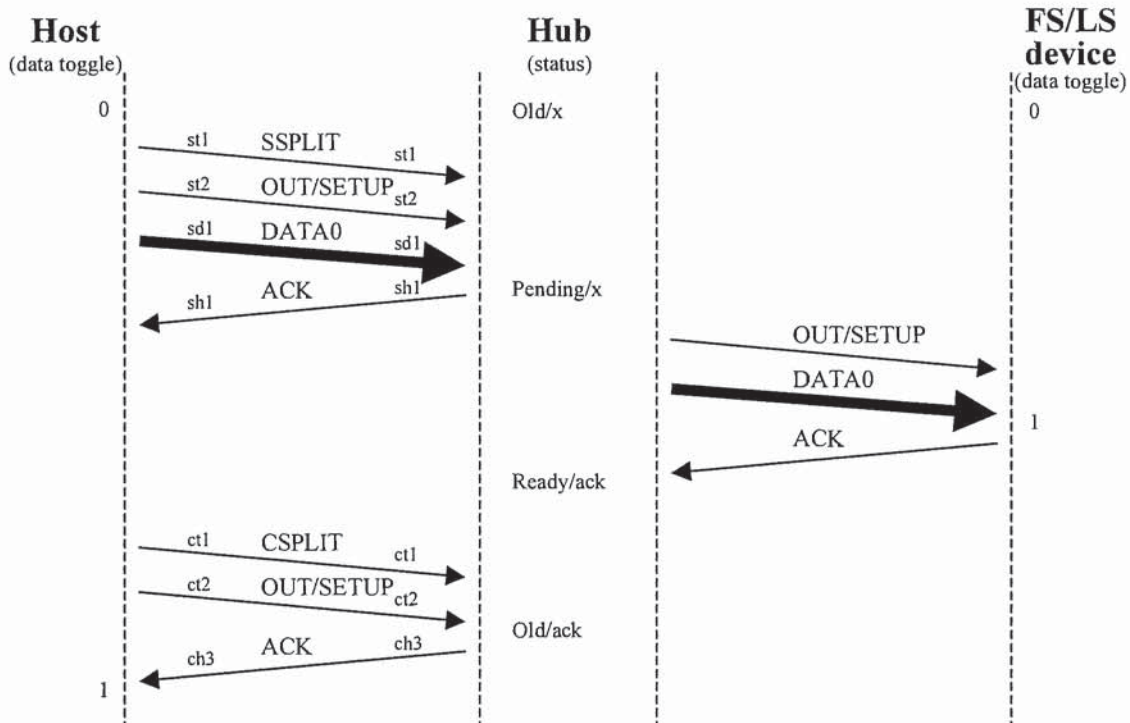 Host
(data toggle)
Hub
(status)
FS/LS
device
(data toggle)
0
Old/x
0
st1 SSPLIT st1
st2 OUT/SETUP st2
sd1 DATA0 sd1
sh1 ACK sh1
Pending/x
OUT/SETUP
DATA0
1
ACK
Ready/ack
ct1 CSPLIT ct1
ct2 OUT/SETUP ct2
Old/ack
ch3 ACK ch3
1